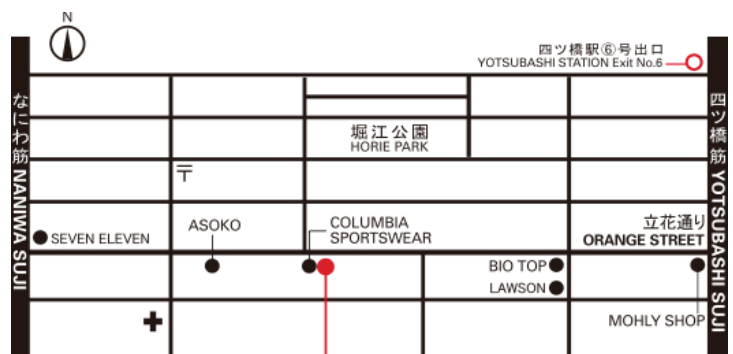 N
四ツ橋駅⑥号出口
YOTSUBASHI STATION Exit No.6
なにわ筋 NANIWA SUJI
四ツ橋筋 YOTSUBASHI SUJI
堀江公園
HORIE PARK
〒
SEVEN ELEVEN
ASOKO
COLUMBIA
SPORTSWEAR
立花通り
ORANGE STREET
BIO TOP
LAWSON
MOHLY SHOP